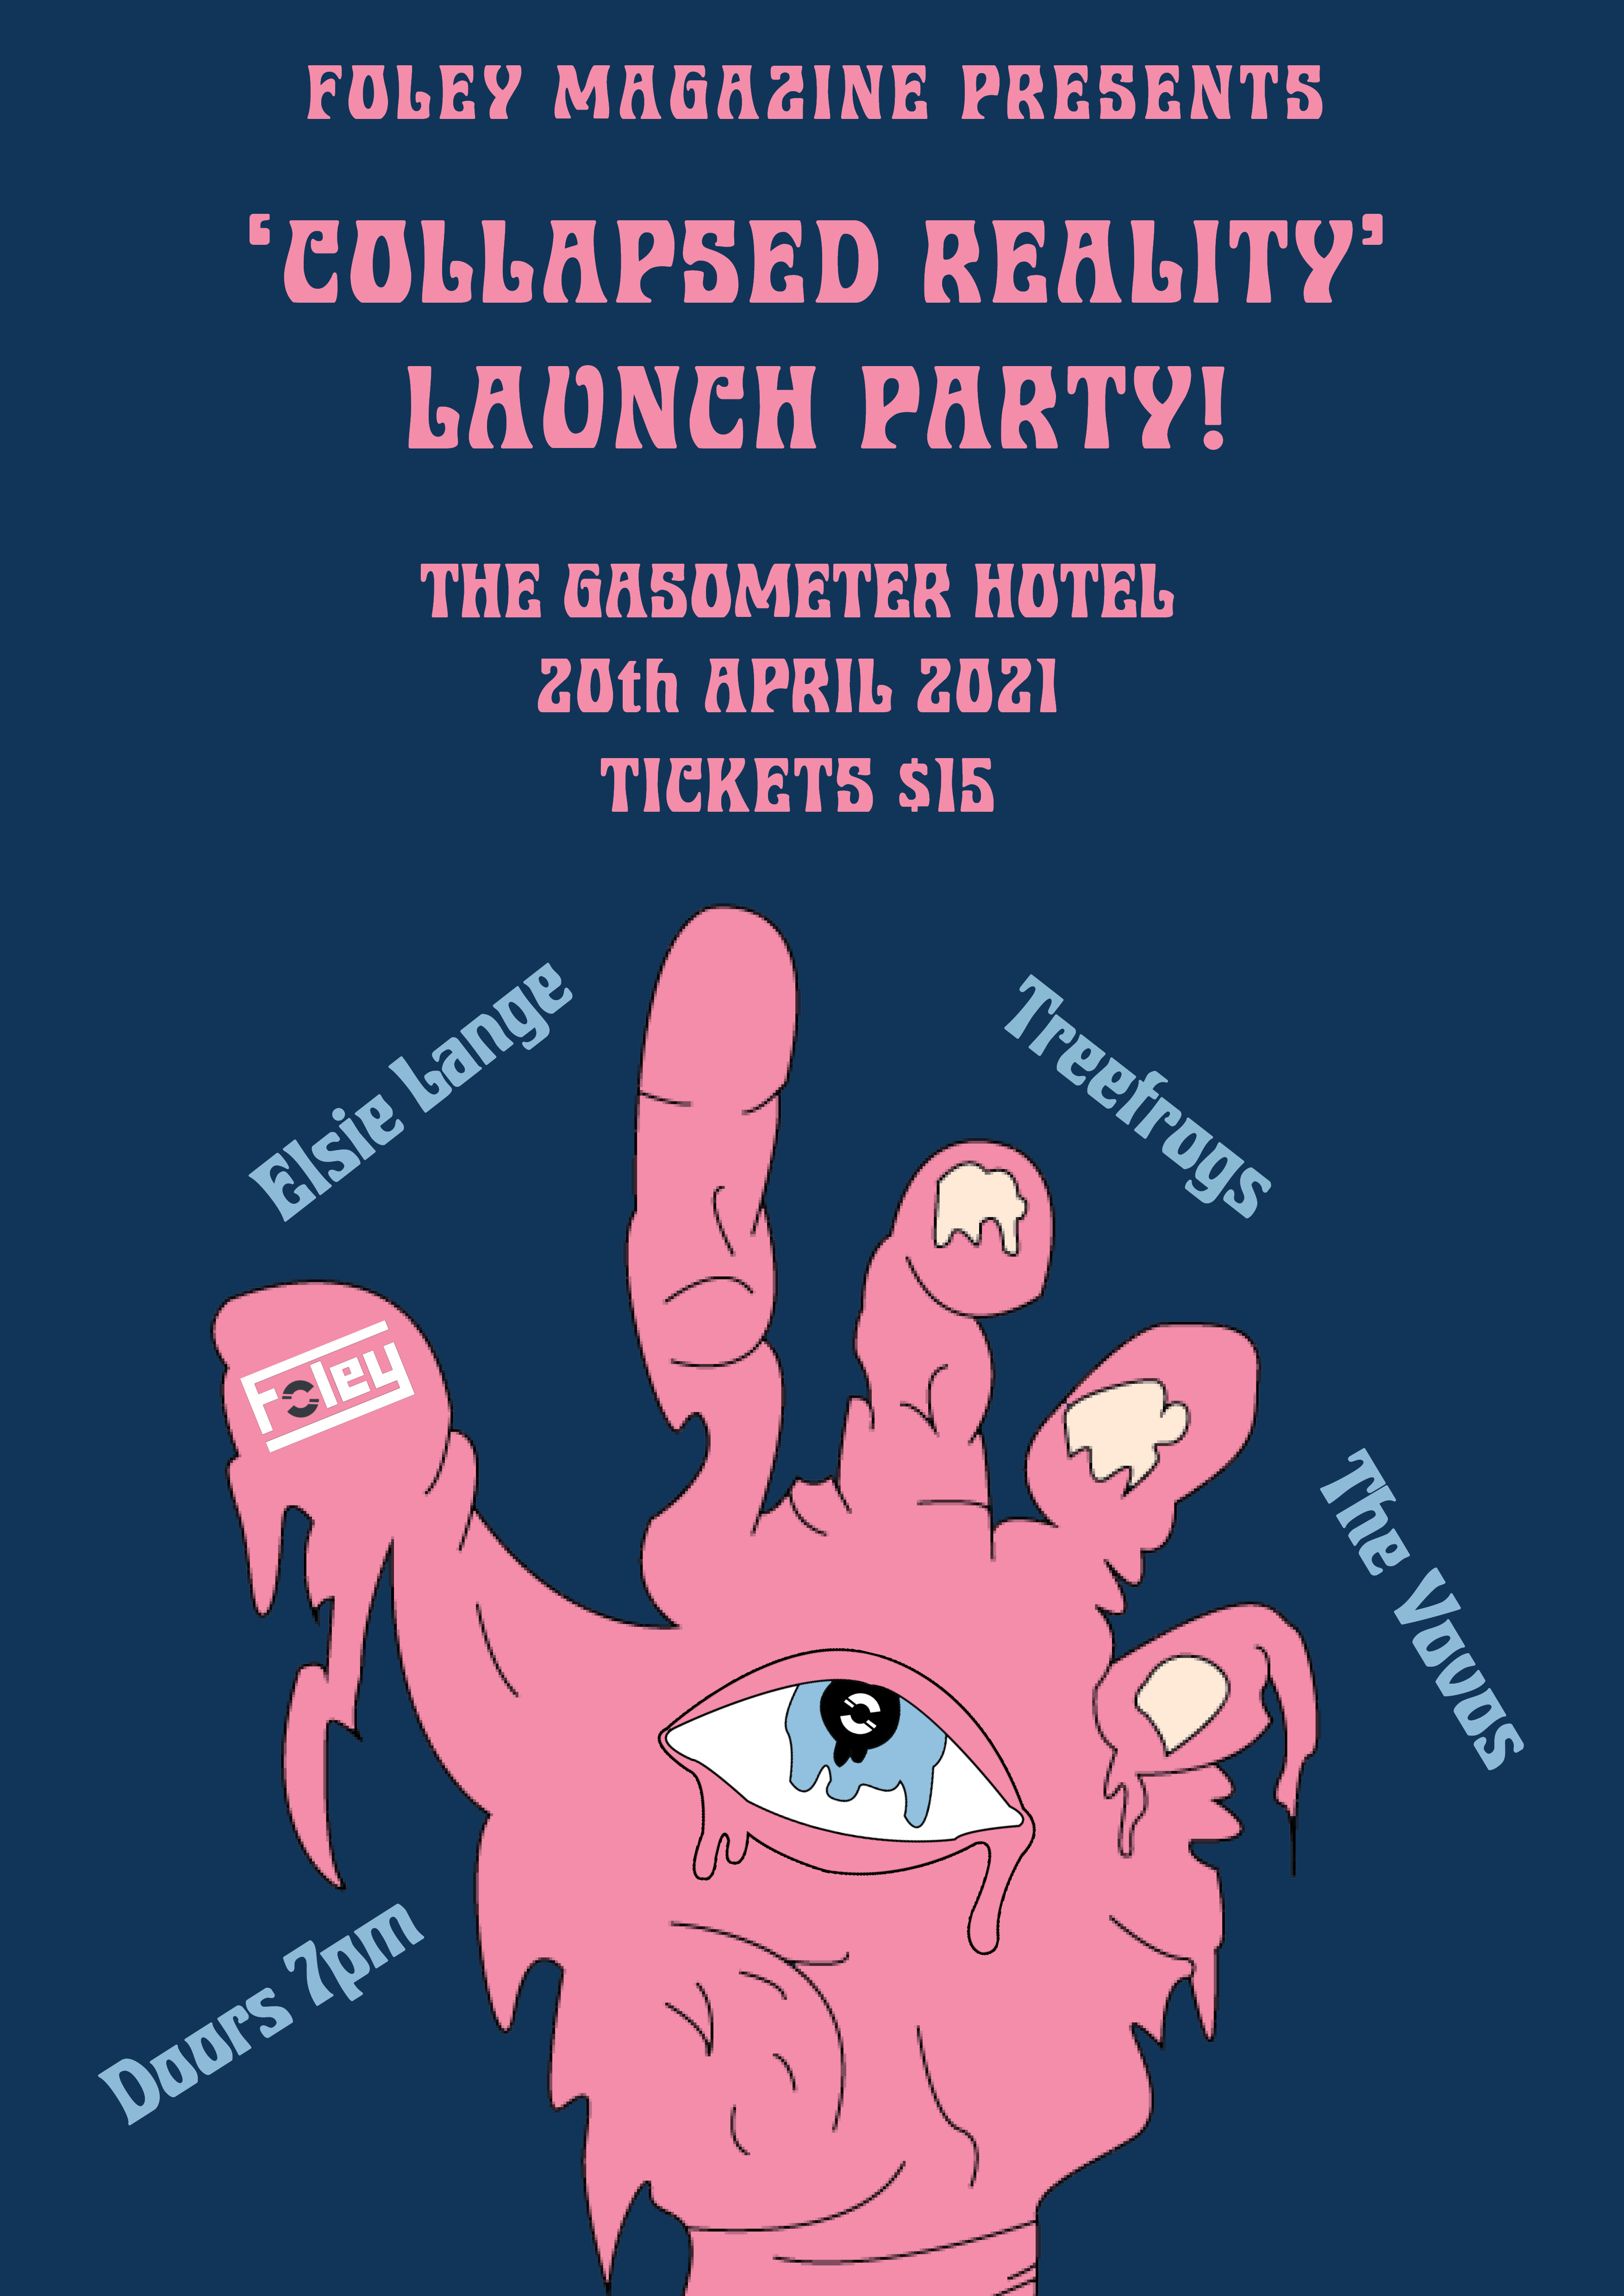 FOLEY MAGAZINE PRESENTS
‘COLLAPSED REALITY’
LAUNCH PARTY!
THE GASOMETER HOTEL
20th APRIL 2021
TICKETS $15
Elsie Lange
Treefrogs
Foley
The Vovos
Doors 7pm